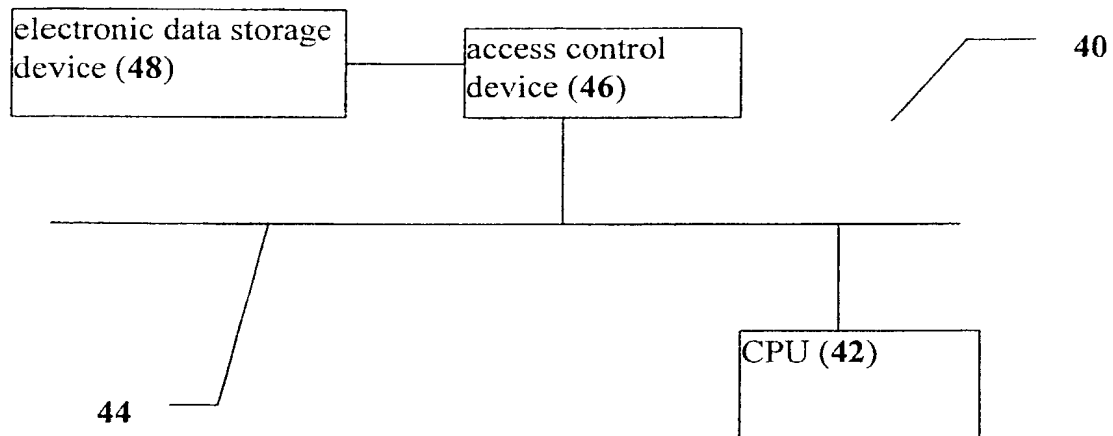 electronic data storage
device (48)
access control
device (46)
40
CPU (42)
44